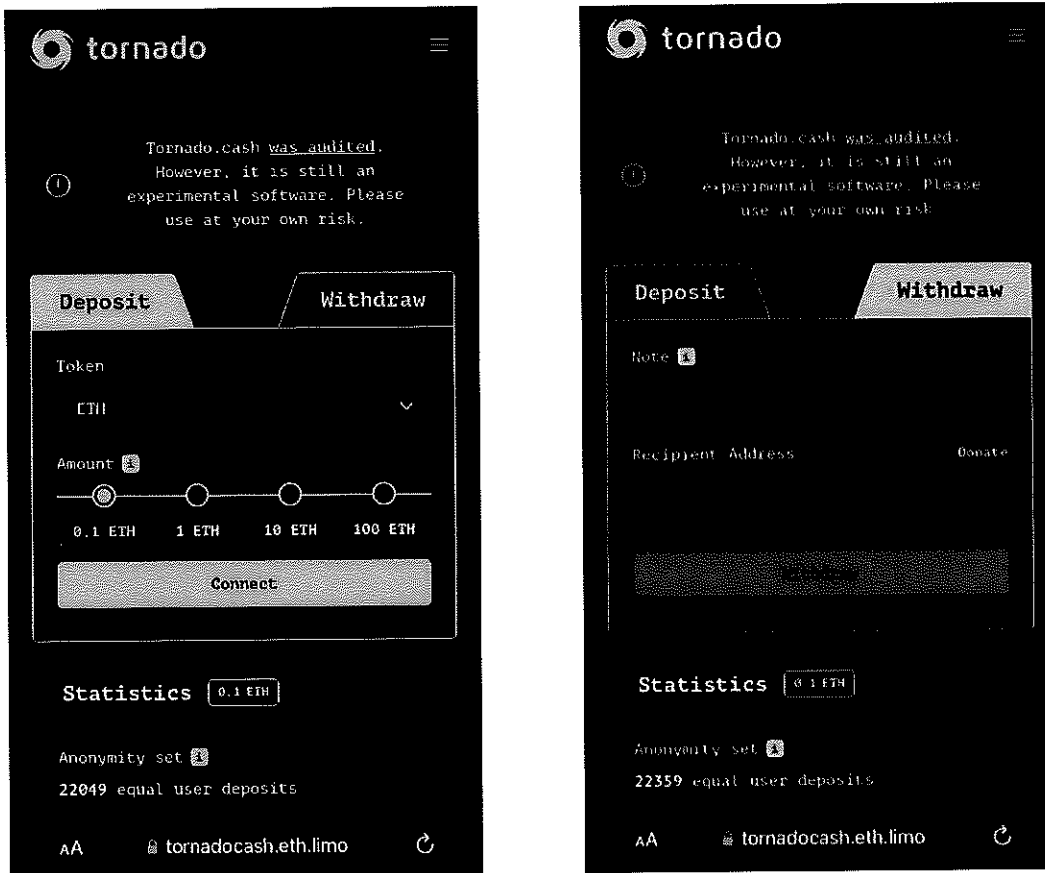 tornado
Tornado.cash was audited.
However, it is still an
experimental software. Please
use at your own risk.
Deposit
Withdraw
Token
ETH
Amount i
0.1 ETH 1 ETH 10 ETH 100 ETH
Connect
Statistics 0.1 ETH
Anonymity set i
22049 equal user deposits
AA tornadocash.eth.limo
tornado
Tornado.cash was audited.
However, it is still an
experimental software. Please
use at your own risk
Deposit
Withdraw
Note i
Recipient Address Donate
Statistics 0.1 ETH
Anonymity set i
22359 equal user deposits
AA tornadocash.eth.limo